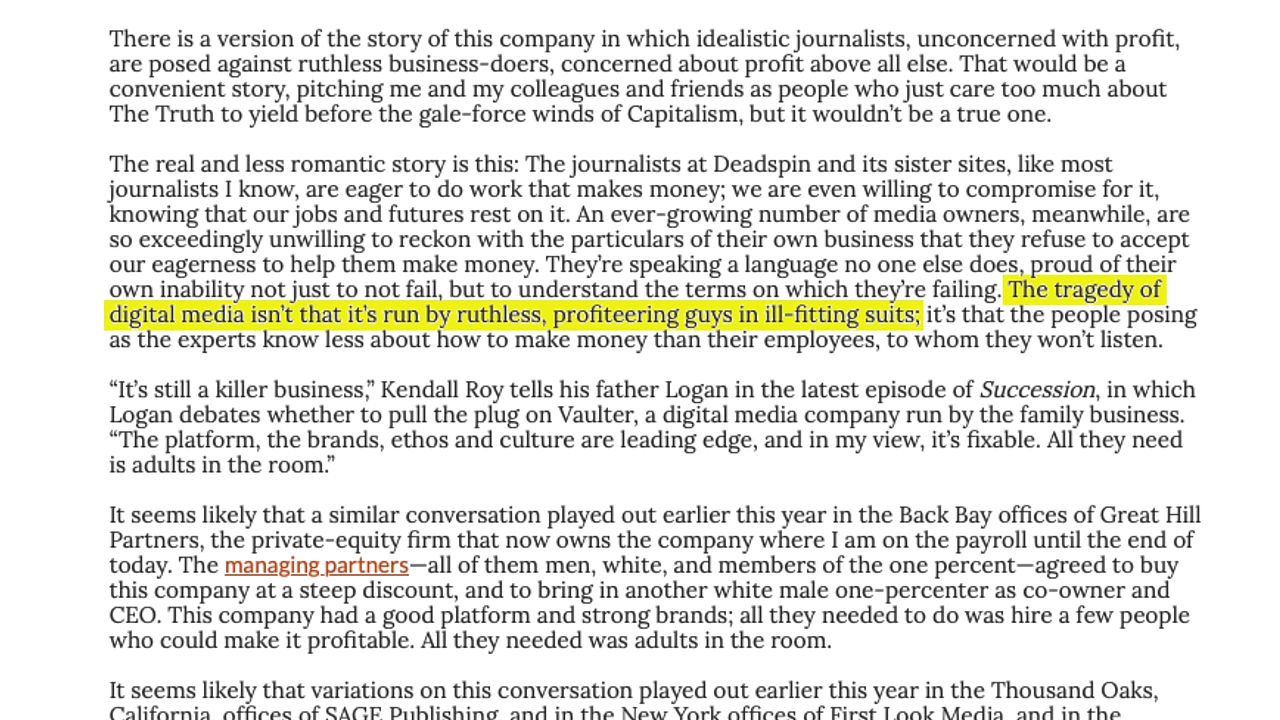 There is a version of the story of this company in which idealistic journalists, unconcerned with profit,
are posed against ruthless business-doers, concerned about profit above all else. That would be a
convenient story, pitching me and my colleagues and friends as people who just care too much about
The Truth to yield before the gale-force winds of Capitalism, but it wouldn’t be a true one.
The real and less romantic story is this: The journalists at Deadspin and its sister sites, like most
journalists I know, are eager to do work that makes money; we are even willing to compromise for it,
knowing that our jobs and futures rest on it. An ever-growing number of media owners, meanwhile, are
so exceedingly unwilling to reckon with the particulars of their own business that they refuse to accept
our eagerness to help them make money. They’re speaking a language no one else does, proud of their
own inability not just to not fail, but to understand the terms on which they’re failing. The tragedy of
digital media isn’t that it’s run by ruthless, profiteering guys in ill-fitting suits; it’s that the people posing
as the experts know less about how to make money than their employees, to whom they won’t listen.
“It’s still a killer business,” Kendall Roy tells his father Logan in the latest episode of Succession, in which
Logan debates whether to pull the plug on Vaulter, a digital media company run by the family business.
“The platform, the brands, ethos and culture are leading edge, and in my view, it’s fixable. All they need
is adults in the room.”
It seems likely that a similar conversation played out earlier this year in the Back Bay offices of Great Hill
Partners, the private-equity firm that now owns the company where I am on the payroll until the end of
today. The managing partners—all of them men, white, and members of the one percent—agreed to buy
this company at a steep discount, and to bring in another white male one-percenter as co-owner and
CEO. This company had a good platform and strong brands; all they needed to do was hire a few people
who could make it profitable. All they needed was adults in the room.
It seems likely that variations on this conversation played out earlier this year in the Thousand Oaks,
California, offices of SAGE Publishing, and in the New York offices of First Look Media, and in the